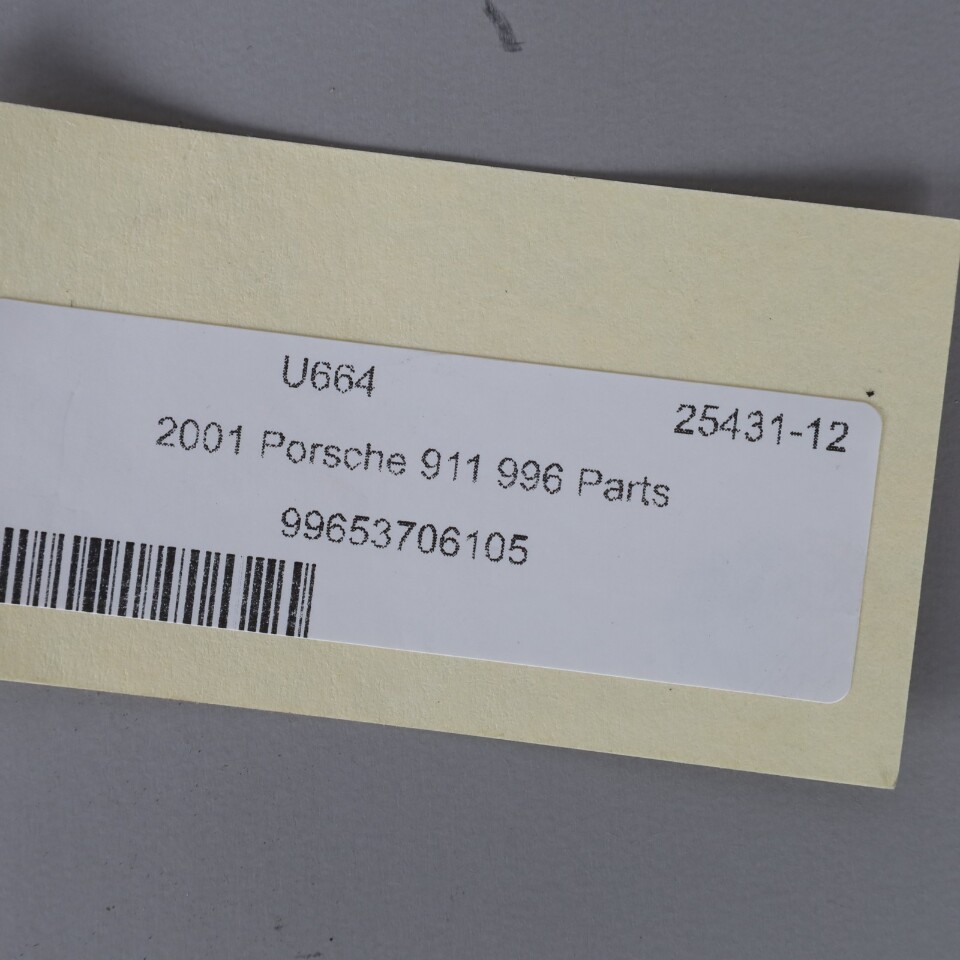 U664
25431-12
2001 Porsche 911 996 Parts
99653706105